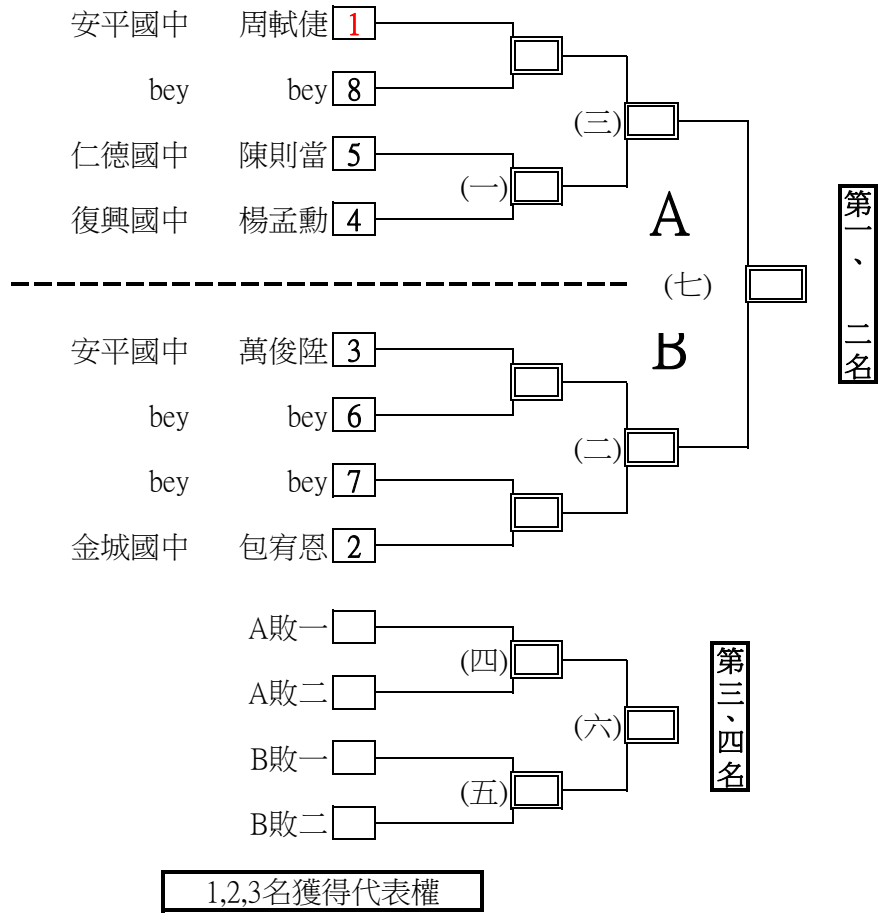 安平國中 周軾倢 1
bey bey 8
(三)
仁德國中 陳則當 5
(一)
復興國中 楊孟勳 4
A
第一、二名
(七)
安平國中 萬俊陞 3
B
bey bey 6
(二)
bey bey 7
金城國中 包宥恩 2
A敗一
(四)
A敗二
第三、四名
(六)
B敗一
(五)
B敗二
1,2,3名獲得代表權